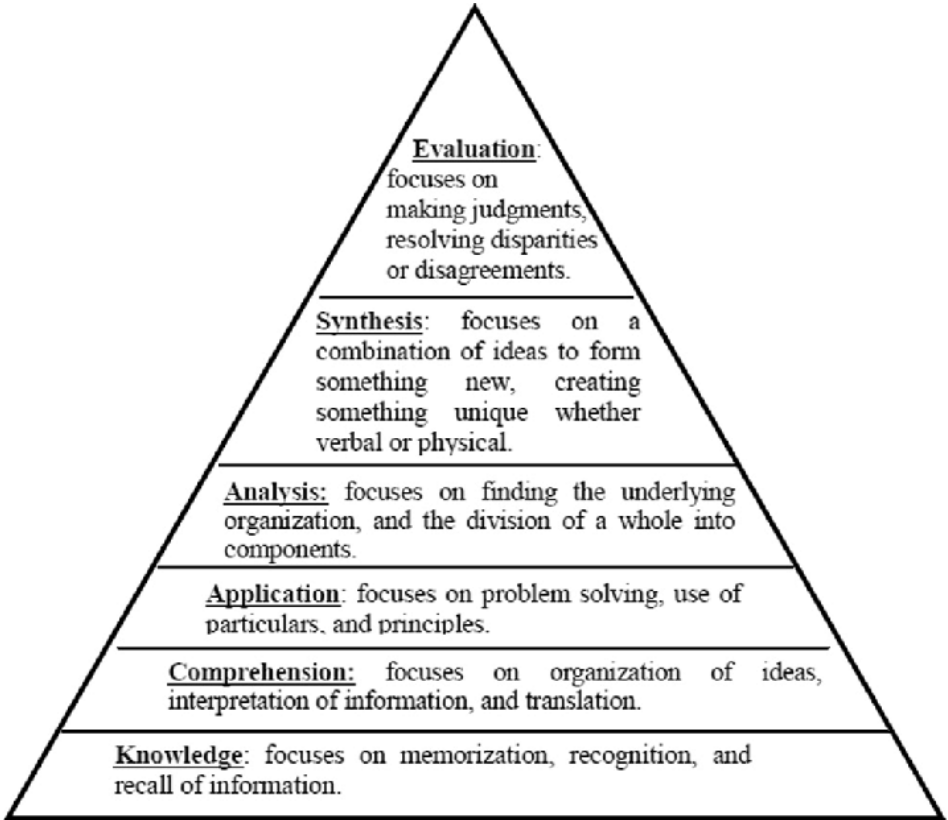 Evaluation:
focuses on
making judgments,
resolving disparities
or disagreements.
Synthesis: focuses on a
combination of ideas to form
something new, creating
something unique whether
verbal or physical.
Analysis: focuses on finding the underlying
organization, and the division of a whole into
components.
Application: focuses on problem solving, use of
particulars, and principles.
Comprehension: focuses on organization of ideas,
interpretation of information, and translation.
Knowledge: focuses on memorization, recognition, and
recall of information.